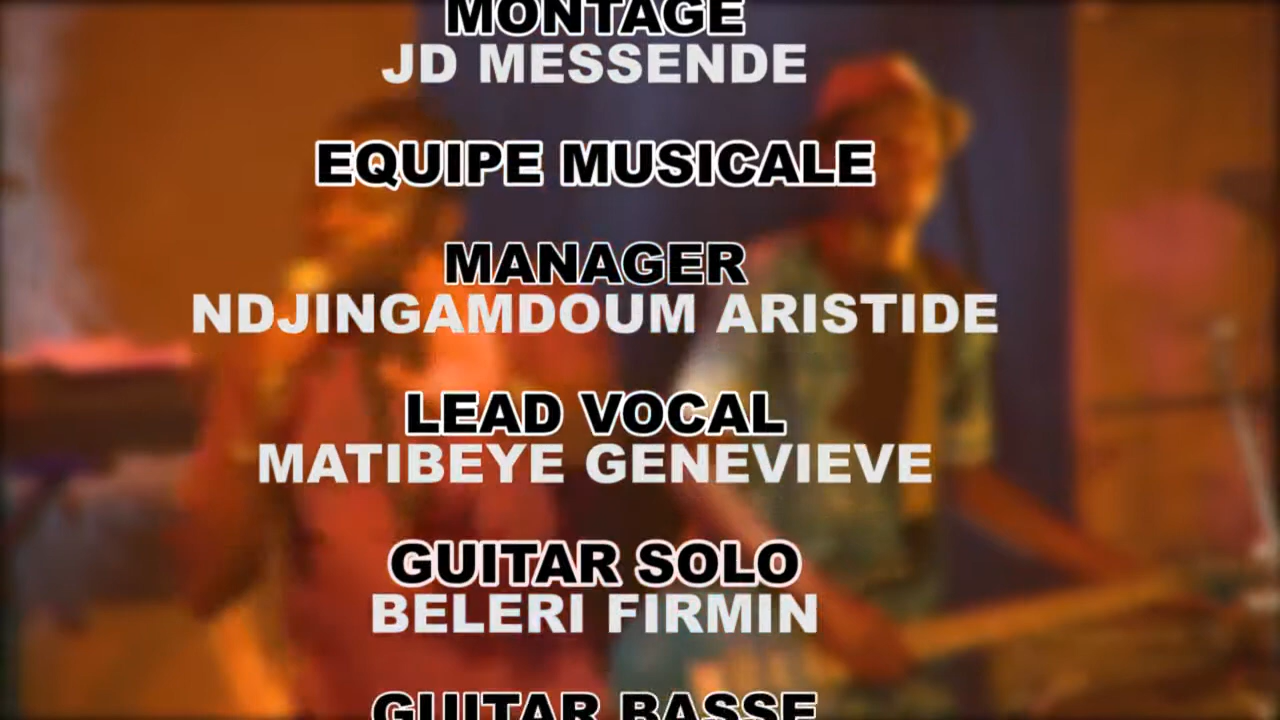 MONTAGE
JD MESSENDE
EQUIPE MUSICALE
MANAGER
NDJINGAMDOUM ARISTIDE
LEAD VOCAL
MATIBEYE GENEVIEVE
GUITAR SOLO
BELERI FIRMIN
GUITAR BASSE